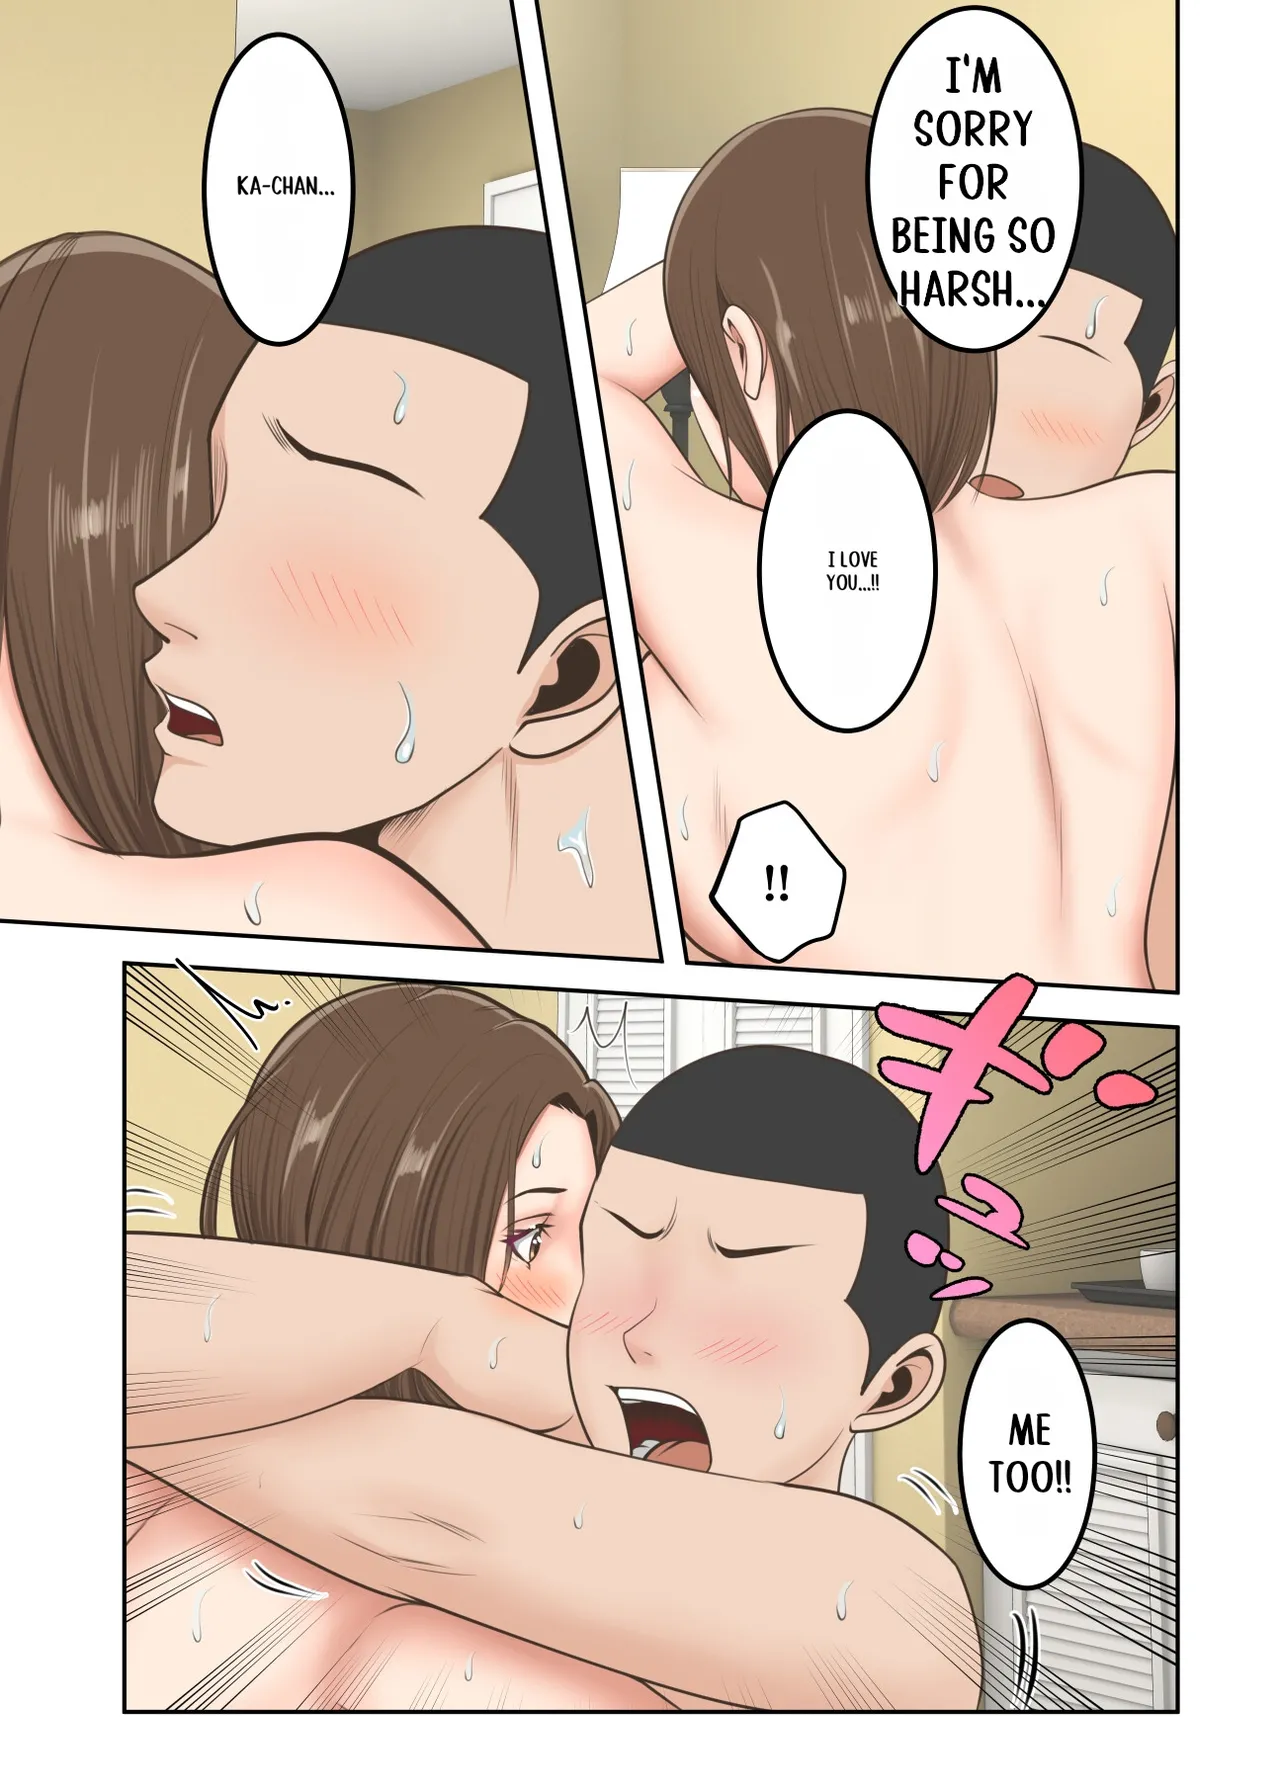 I'M
SORRY
FOR
BEING SO
HARSH...
I LOVE
YOU...!!
!!
KA-CHAN...
ギュッ
ME
TOO!!